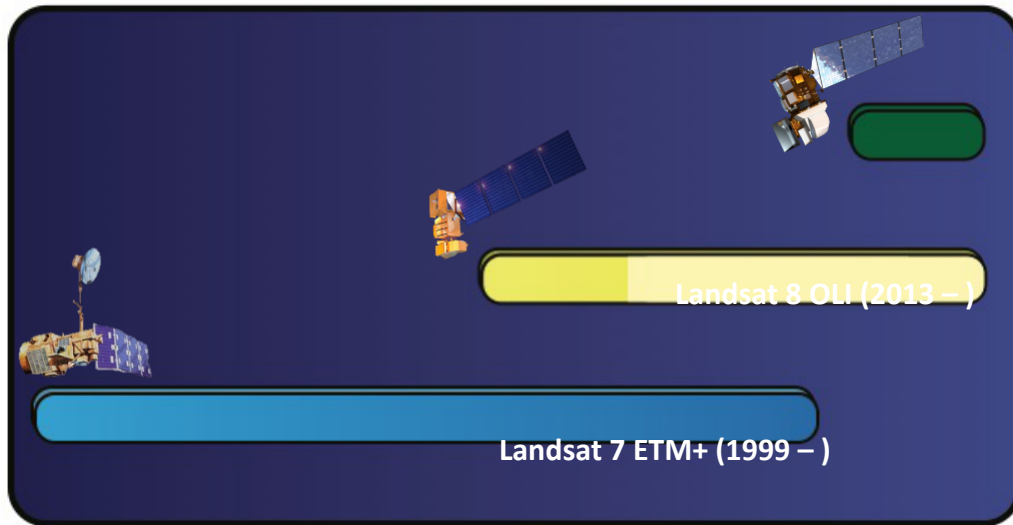 Landsat 8 OLI (2013 – )
Landsat 7 ETM+ (1999 – )